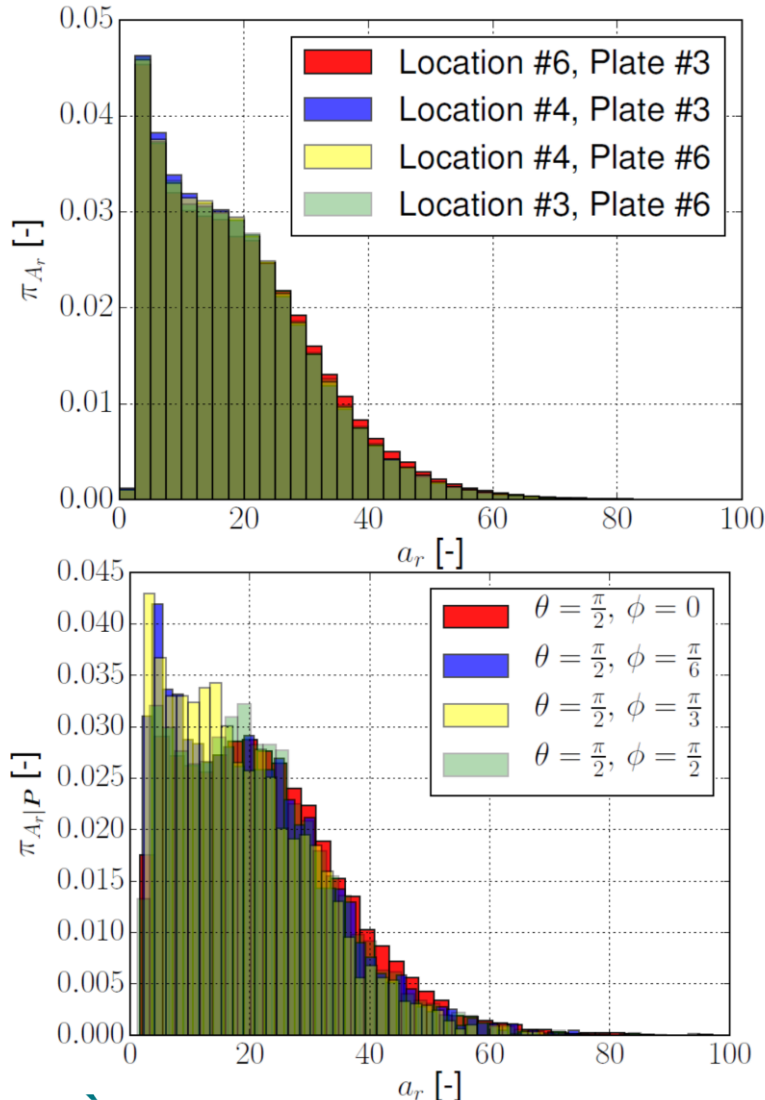 0.05
Location #6, Plate #3
Location #4, Plate #3
Location #4, Plate #6
Location #3, Plate #6
0.04
0.03
0.02
0.01
0.00
π_{A_r} [-]
0 20 40 60 80 100
a_r [-]
0.045
θ = π/2, φ = 0
θ = π/2, φ = π/6
θ = π/2, φ = π/3
θ = π/2, φ = π/2
0.040
0.035
0.030
0.025
0.020
0.015
0.010
0.005
0.000
π_{A_r|P} [-]
0 20 40 60 80 100
a_r [-]